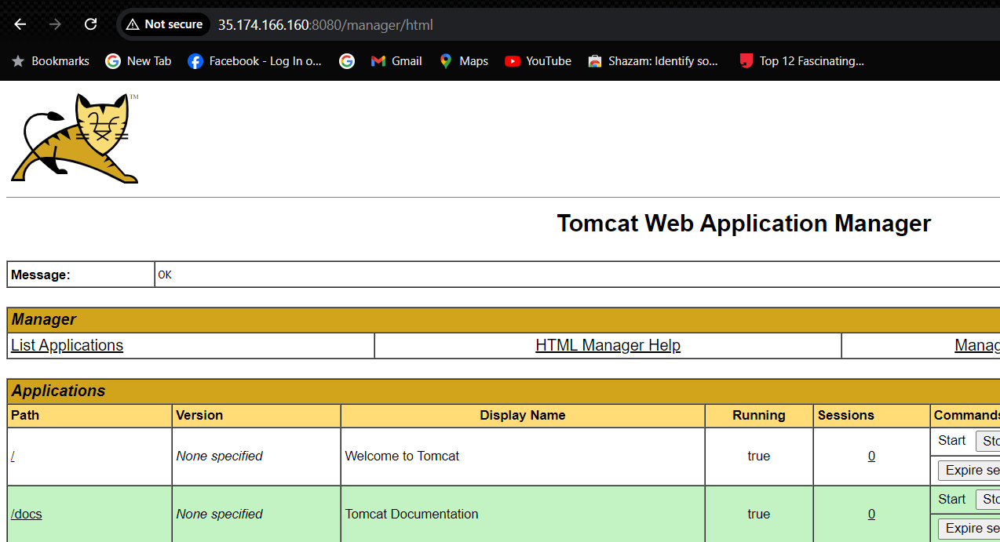 Not secure 35.174.166.160:8080/manager/html
Bookmarks New Tab Facebook - Log In o... Gmail Maps YouTube Shazam: Identify so... Top 12 Fascinating...
TM
Tomcat Web Application Manager
Message: OK
Manager
List Applications HTML Manager Help Manag
Applications
Path Version Display Name Running Sessions Commands
/ None specified Welcome to Tomcat true 0 Start Sto
Expire se
/docs None specified Tomcat Documentation true 0 Start Sto
Expire se